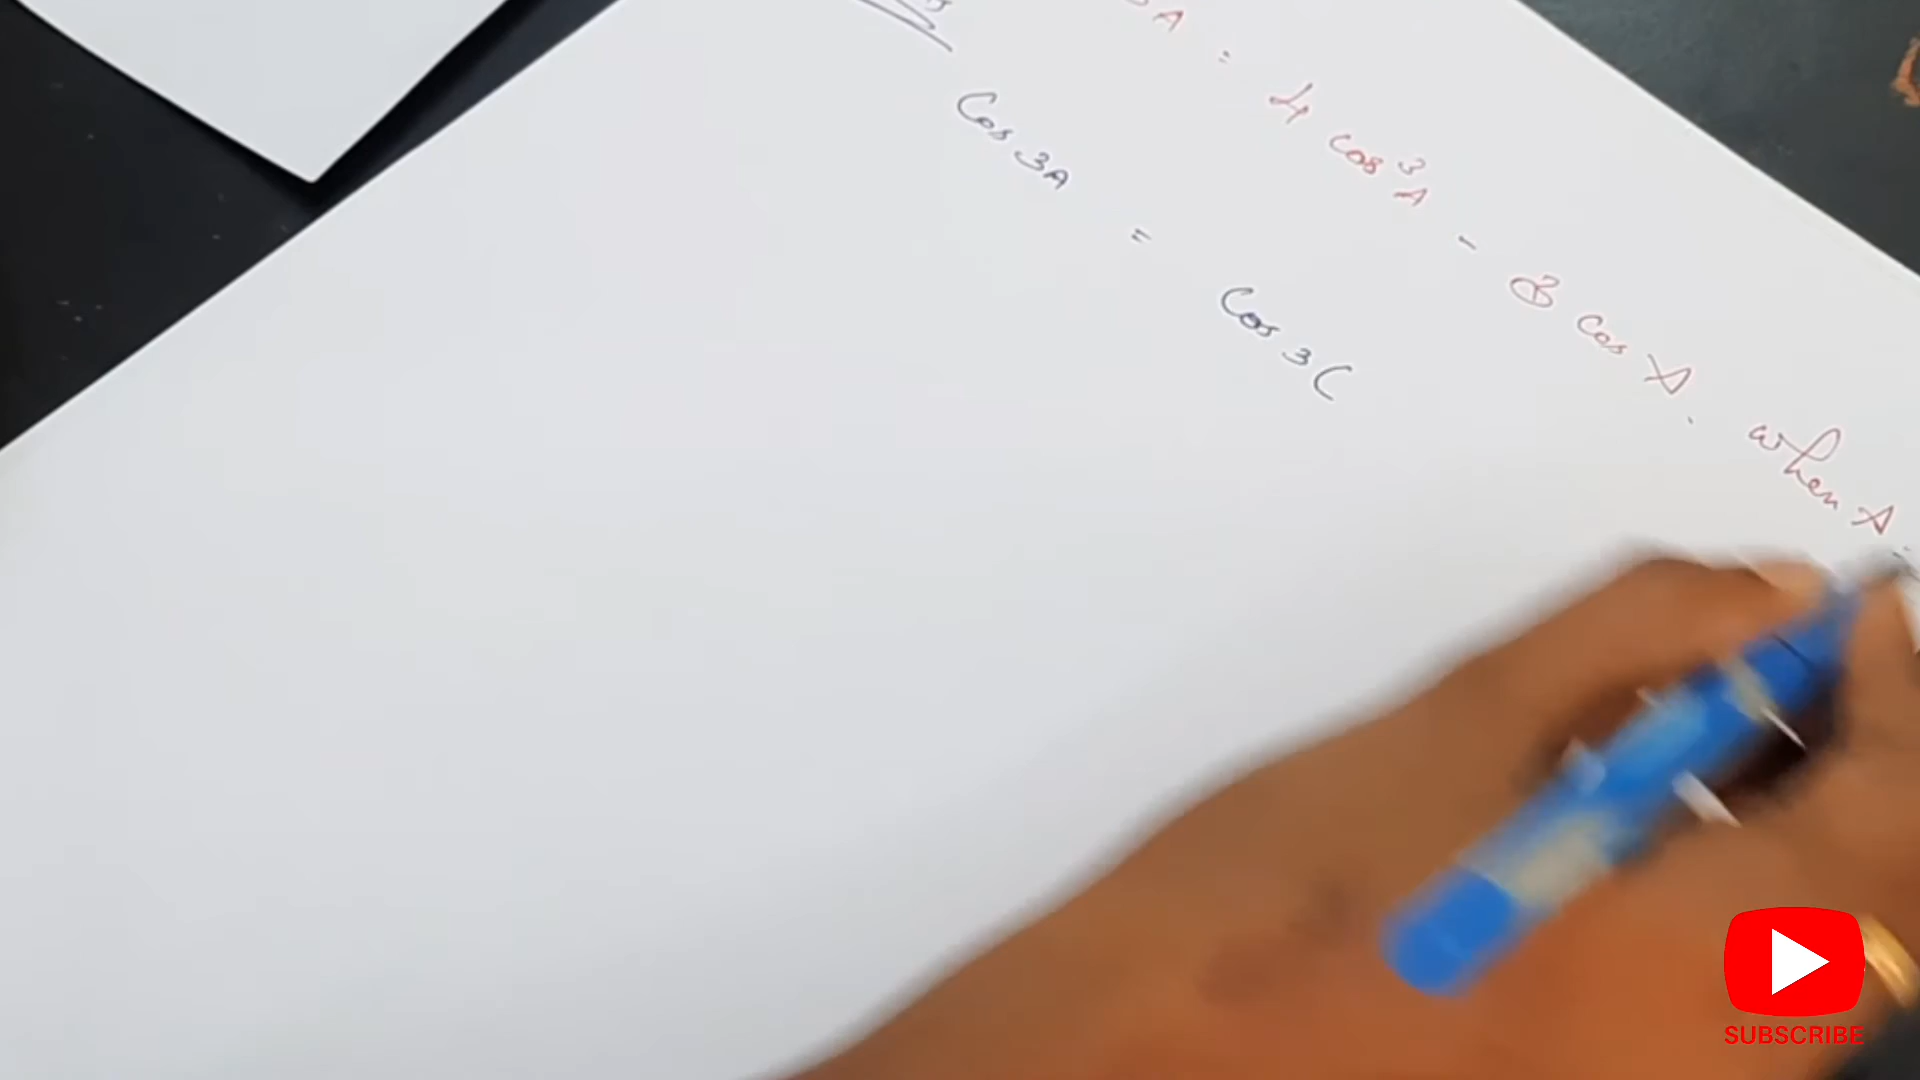 A = 4 cos³A - 3 cos A. when A =
Cos 3A = Cos 3(
SUBSCRIBE